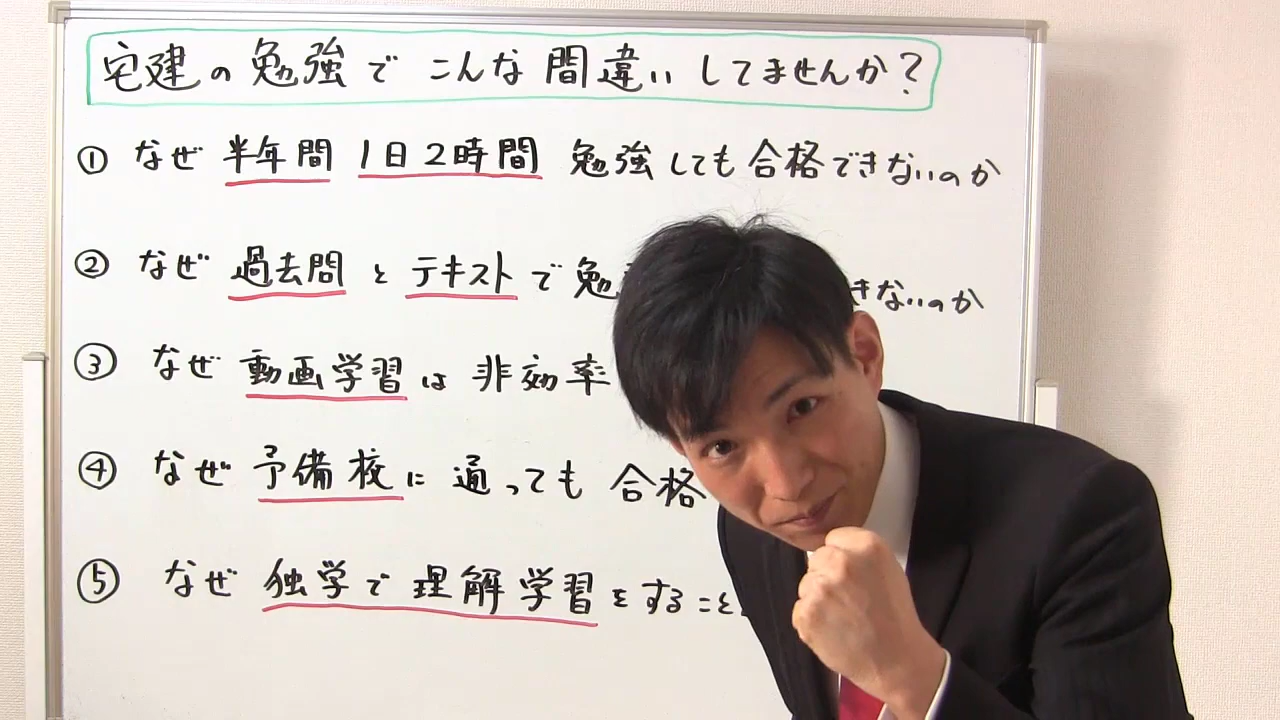 宅建の勉強でこんな間違いしてませんか?
① なぜ半年間1日2時間勉強しても合格できないのか
② なぜ過去問とテキストで勉 きないのか
③ なぜ動画学習は非効率
④ なぜ予備校に通っても合格
⑤ なぜ独学で理解学習をすること